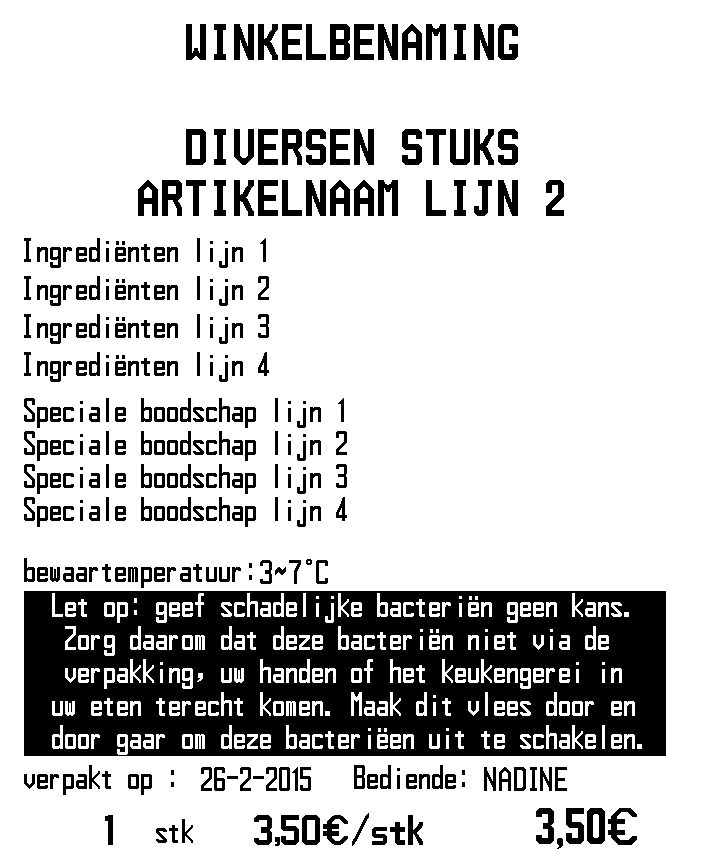 WINKELBENAMING
DIVERSEN STUKS
ARTIKELNAAM LIJN 2
Ingrediënten lijn 1
Ingrediënten lijn 2
Ingrediënten lijn 3
Ingrediënten lijn 4
Speciale boodschap lijn 1
Speciale boodschap lijn 2
Speciale boodschap lijn 3
Speciale boodschap lijn 4
bewaartemperatuur:3~7°C
Let op: geef schadelijke bacteriën geen kans.
Zorg daarom dat deze bacteriën niet via de
verpakking, uw handen of het keukengerei in
uw eten terecht komen. Maak dit vlees door en
door gaar om deze bacteriëen uit te schakelen.
verpakt op : 26-2-2015 Bediende: NADINE
1 stk 3,50€/stk 3,50€